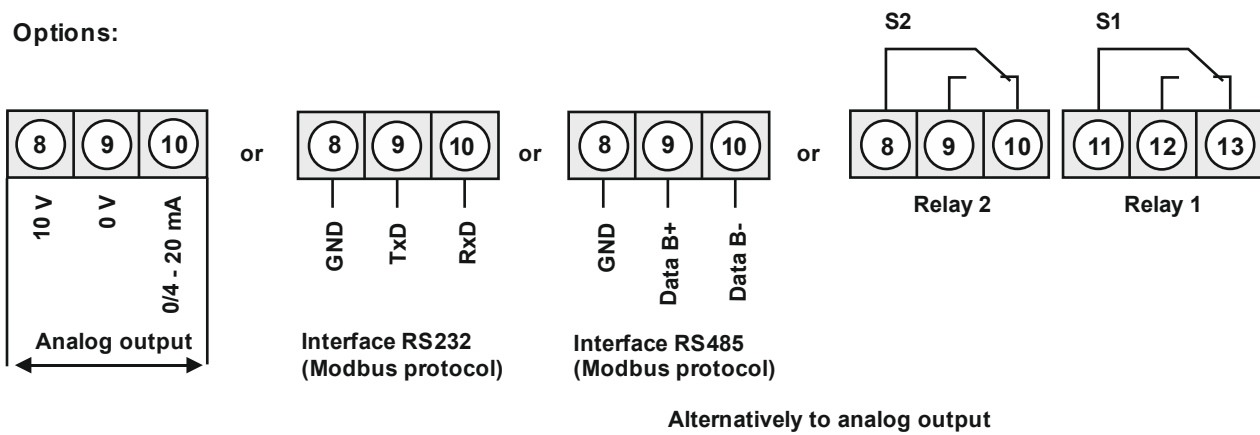 Options:
S2
S1
8 9 10
or
8 9 10
or
8 9 10
or
8 9 10
11 12 13
10 V
0 V
0/4 - 20 mA
Analog output
GND
TxD
RxD
Interface RS232
(Modbus protocol)
GND
Data B+
Data B-
Interface RS485
(Modbus protocol)
Relay 2
Relay 1
Alternatively to analog output